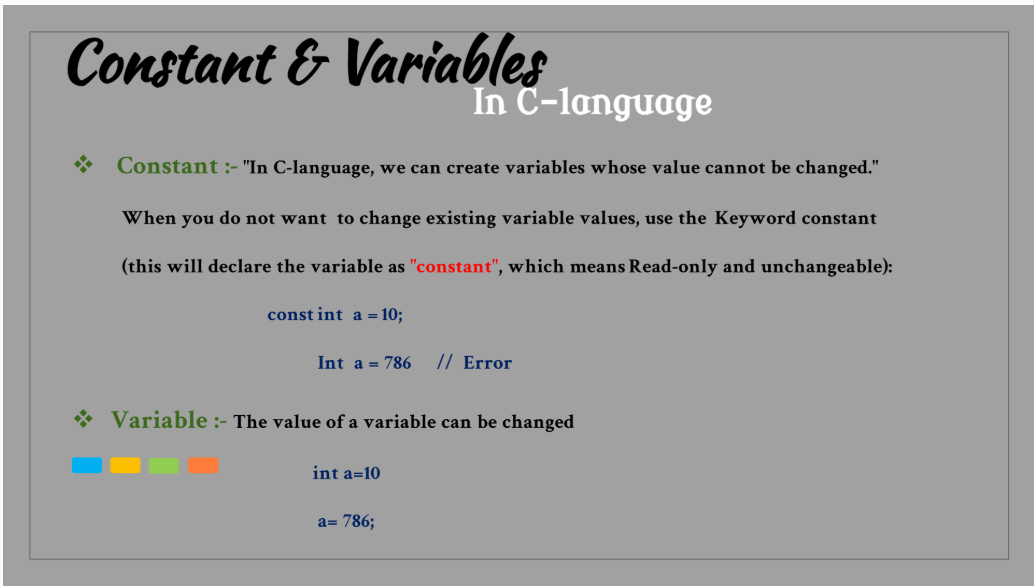 Constant & Variables
In C-language
❖ Constant :- "In C-language, we can create variables whose value cannot be changed."
When you do not want to change existing variable values, use the Keyword constant
(this will declare the variable as "constant", which means Read-only and unchangeable):
const int a = 10;
Int a = 786 // Error
❖ Variable :- The value of a variable can be changed
int a=10
a= 786;